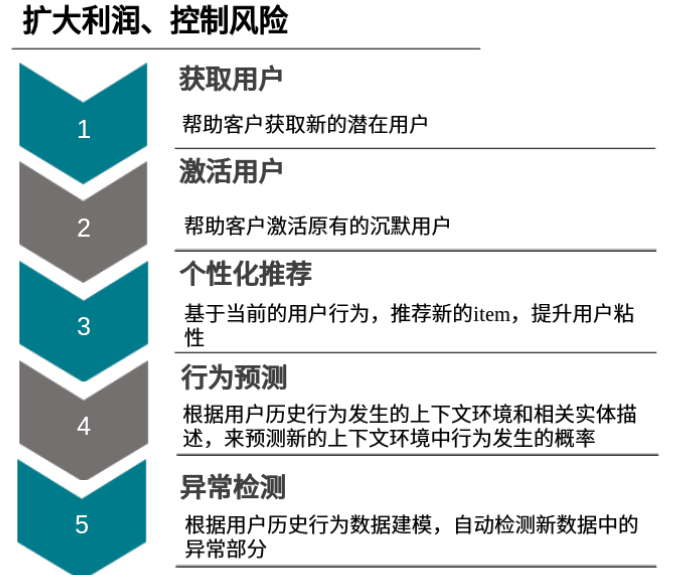 扩大利润、控制风险
1
获取用户
帮助客户获取新的潜在用户
2
激活用户
帮助客户激活原有的沉默用户
3
个性化推荐
基于当前的用户行为，推荐新的item，提升用户粘
性
4
行为预测
根据用户历史行为发生的上下文环境和相关实体描
述，来预测新的上下文环境中行为发生的概率
5
异常检测
根据用户历史行为数据建模，自动检测新数据中的
异常部分